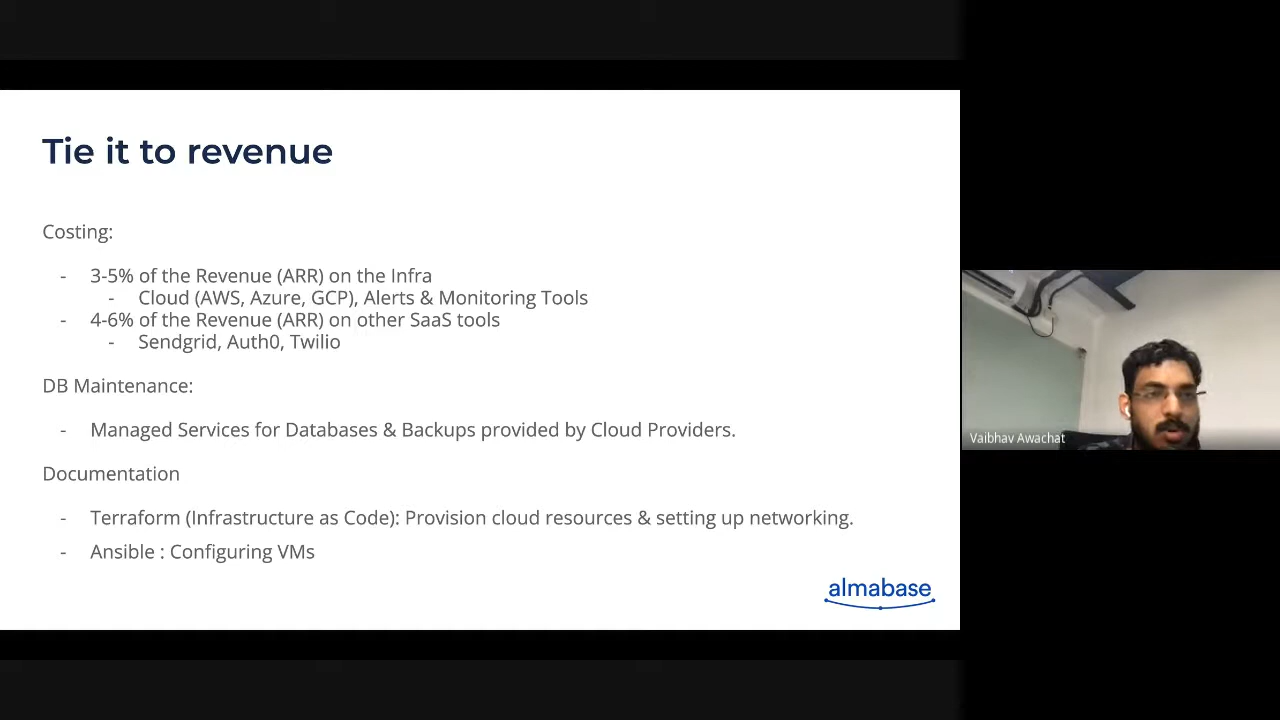 Tie it to revenue
Costing:
- 3-5% of the Revenue (ARR) on the Infra
- Cloud (AWS, Azure, GCP), Alerts & Monitoring Tools
- 4-6% of the Revenue (ARR) on other SaaS tools
- Sendgrid, Auth0, Twilio
DB Maintenance:
- Managed Services for Databases & Backups provided by Cloud Providers.
Documentation
- Terraform (Infrastructure as Code): Provision cloud resources & setting up networking.
- Ansible : Configuring VMs
almabase
Vaibhav Awachat